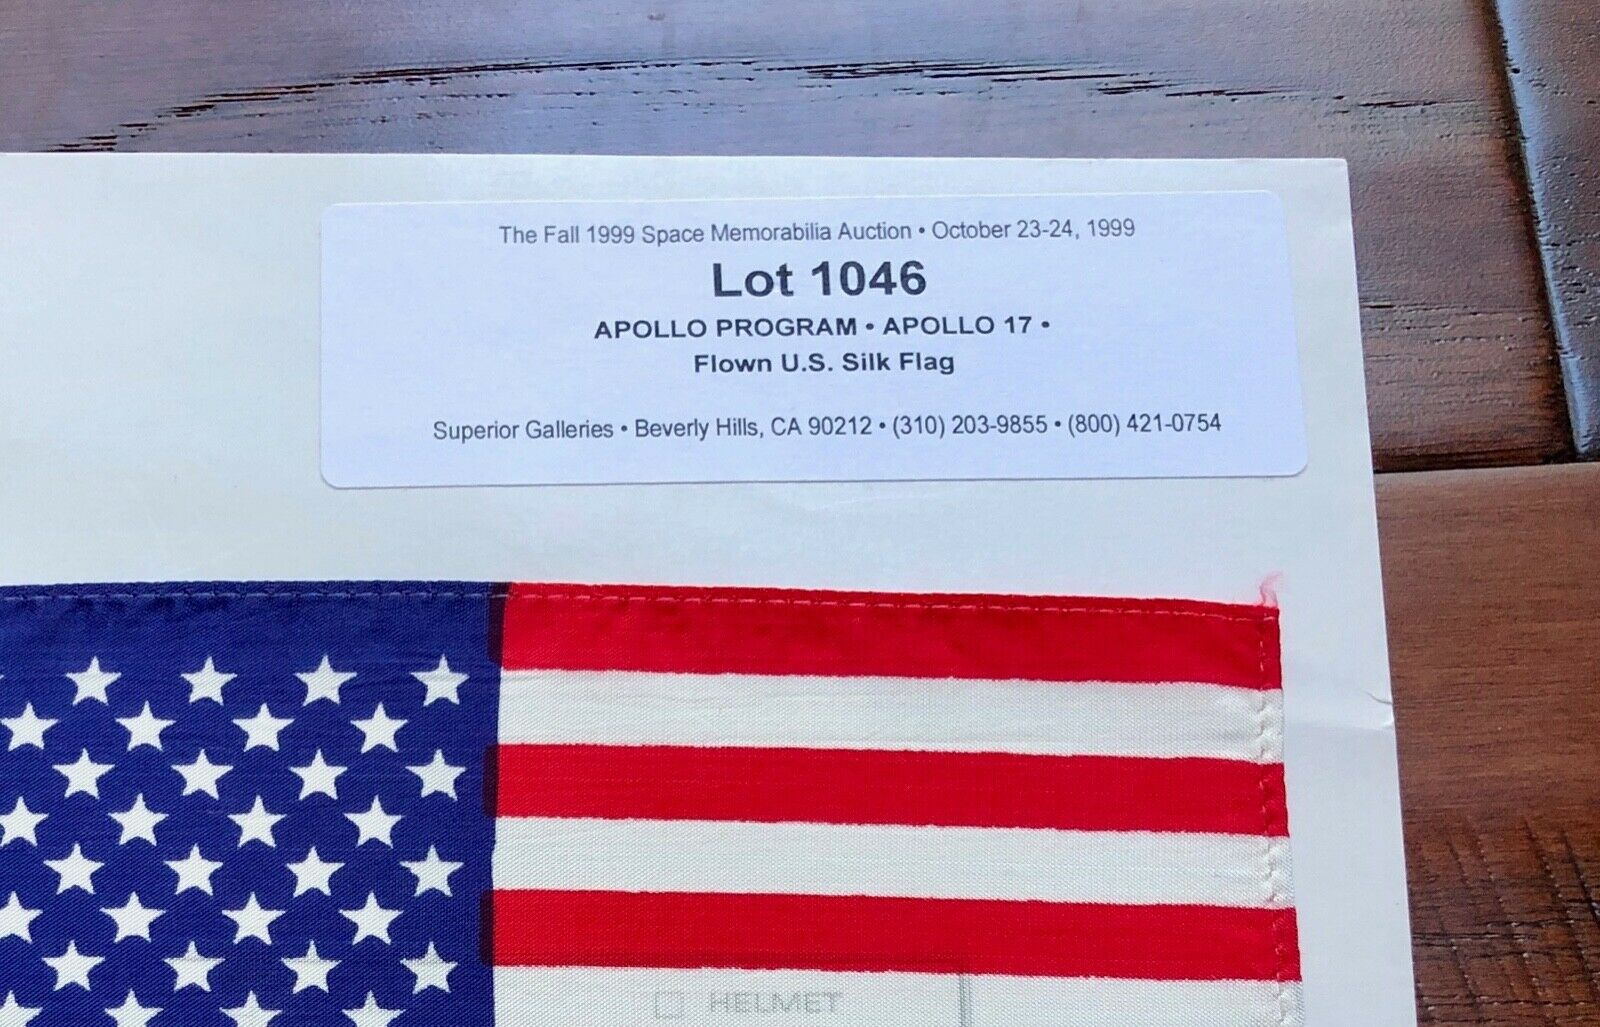 The Fall 1999 Space Memorabilia Auction • October 23-24, 1999
Lot 1046
APOLLO PROGRAM • APOLLO 17 •
Flown U.S. Silk Flag
Superior Galleries • Beverly Hills, CA 90212 • (310) 203-9855 • (800) 421-0754
HELMET